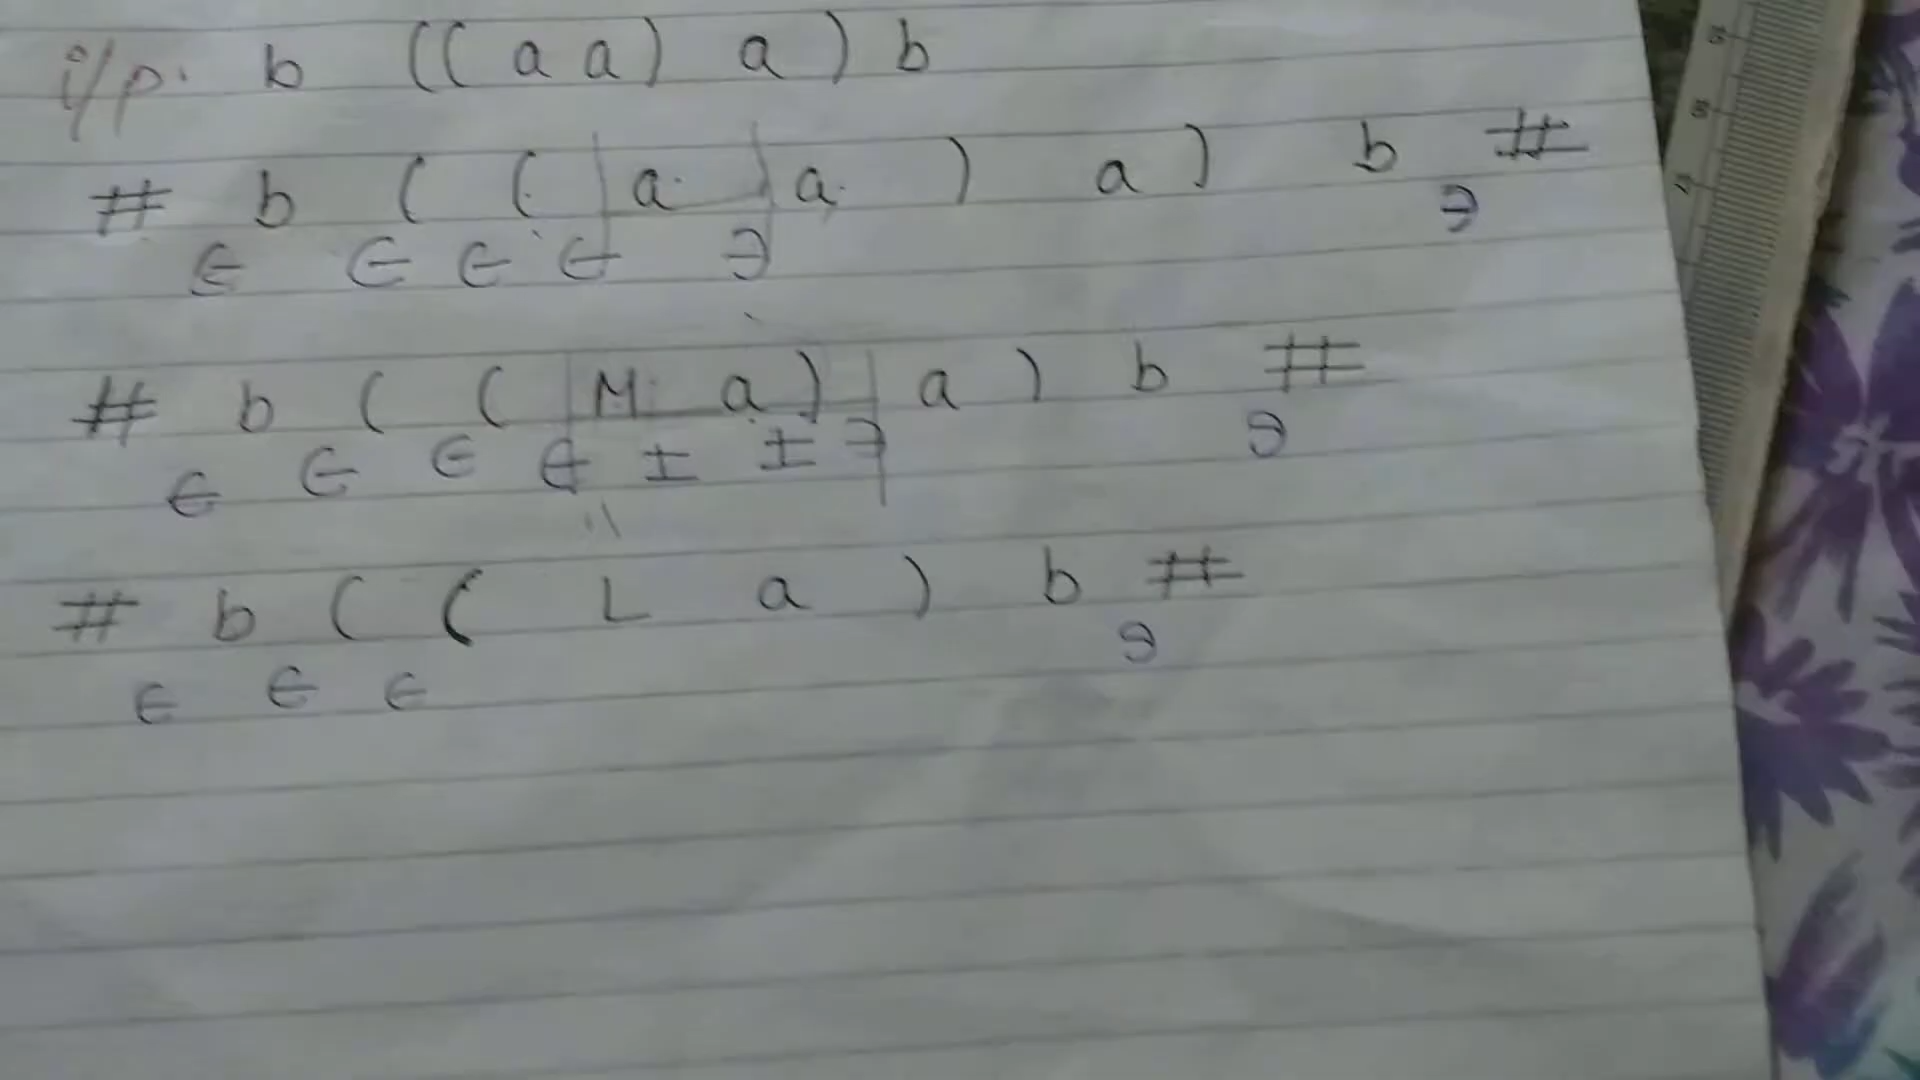 i/p. b ((aa) a) b
# b ( ( a a ) a ) b #
⋲ ⋲ ⋲ ⋲ ∍ ∍
# b ( ( M a ) a ) b #
⋲ ⋲ ⋲ ⋲ ± ± ∍ ∍
# b ( ( L a ) b #
⋲ ⋲ ⋲ ∍